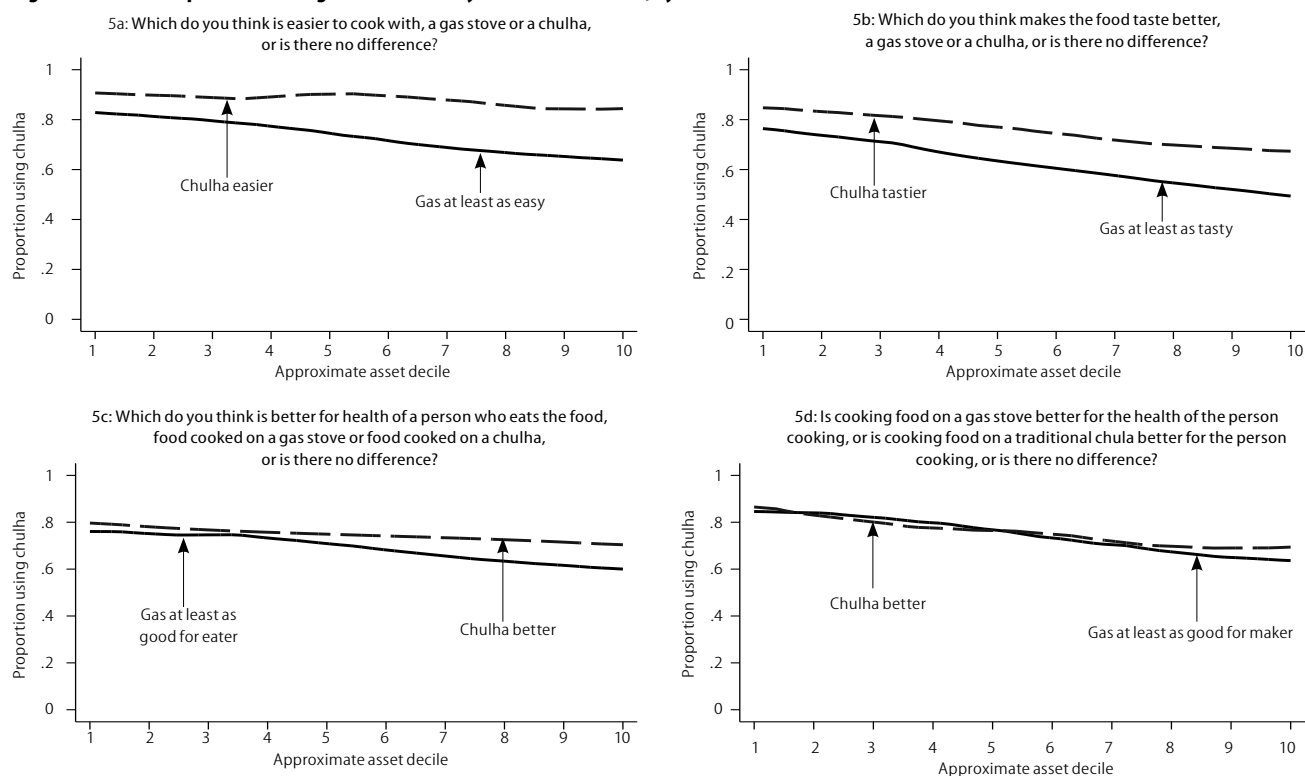 5a: Which do you think is easier to cook with, a gas stove or a chulha,
or is there no difference?
1
.8
.6
.4
.2
0
Proportion using chulha
Chulha easier
Gas at least as easy
1 2 3 4 5 6 7 8 9 10
Approximate asset decile
5b: Which do you think makes the food taste better,
a gas stove or a chulha, or is there no difference?
1
.8
.6
.4
.2
0
Proportion using chulha
Chulha tastier
Gas at least as tasty
1 2 3 4 5 6 7 8 9 10
Approximate asset decile
5c: Which do you think is better for health of a person who eats the food,
food cooked on a gas stove or food cooked on a chulha,
or is there no difference?
1
.8
.6
.4
.2
0
Proportion using chulha
Gas at least as
good for eater
Chulha better
1 2 3 4 5 6 7 8 9 10
Approximate asset decile
5d: Is cooking food on a gas stove better for the health of the person
cooking, or is cooking food on a traditional chula better for the person
cooking, or is there no difference?
1
.8
.6
.4
.2
0
Proportion using chulha
Chulha better
Gas at least as good for maker
1 2 3 4 5 6 7 8 9 10
Approximate asset decile